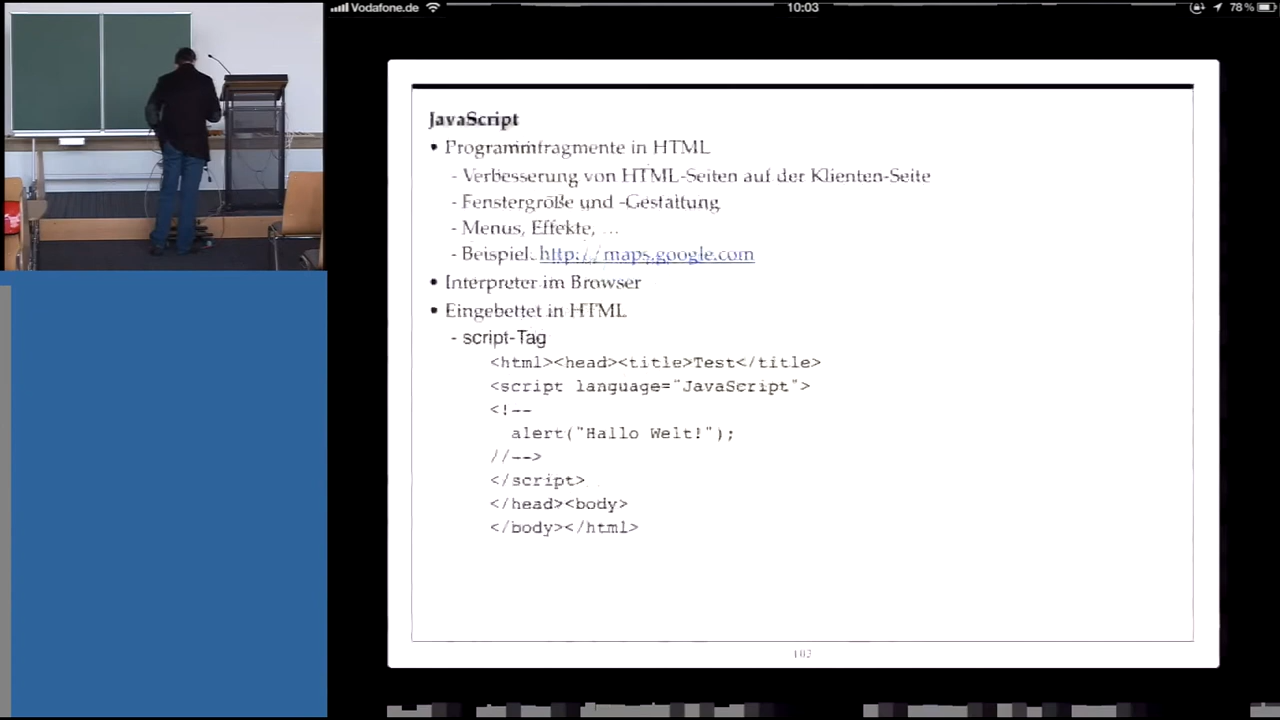 Vodafone.de
10:03
78 %
JavaScript
• Programmfragmente in HTML
- Verbesserung von HTML-Seiten auf der Klienten-Seite
- Fenstergröße und -Gestaltung
- Menus, Effekte, ...
- Beispiel: http://maps.google.com
• Interpreter im Browser
• Eingebettet in HTML
- script-Tag
<html><head><title>Test</title>
<script language="JavaScript">
<!--
alert("Hallo Welt!");
//-->
</script>
</head><body>
</body></html>